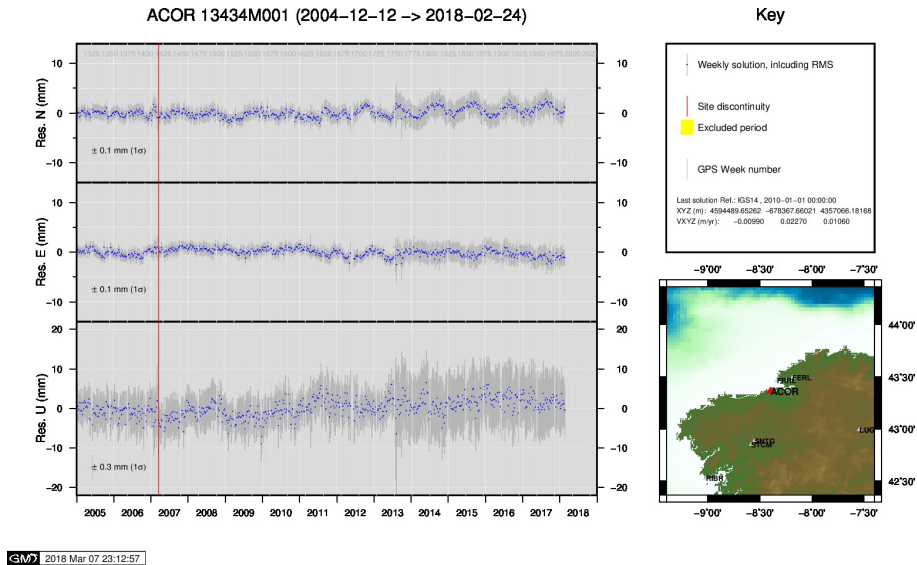 ACOR 13434M001 (2004−12−12 −> 2018−02−24)
Key
Res. N (mm)
10
0
−10
10
0
−10
± 0.1 mm (1σ)
Res. E (mm)
10
0
−10
10
0
−10
± 0.1 mm (1σ)
Res. U (mm)
20
10
0
−10
−20
20
10
0
−10
−20
± 0.3 mm (1σ)
2005 2006 2007 2008 2009 2010 2011 2012 2013 2014 2015 2016 2017 2018
Weekly solution, inlcuding RMS
Site discontinuity
Excluded period
GPS Week number
Last solution Ref.: IGS14 , 2010−01−01 00:00:00
XYZ (m): 4594489.65262 −678367.66021 4357066.18168
VXYZ (m/yr): −0.00990 0.02270 0.01060
−9˚00' −8˚30' −8˚00' −7˚30'
44˚00'
43˚30'
43˚00'
42˚30'
FERL
ACOR
LUG
SNTG
STCM
RIBR
−9˚00' −8˚30' −8˚00' −7˚30'
GMT 2018 Mar 07 23:12:57